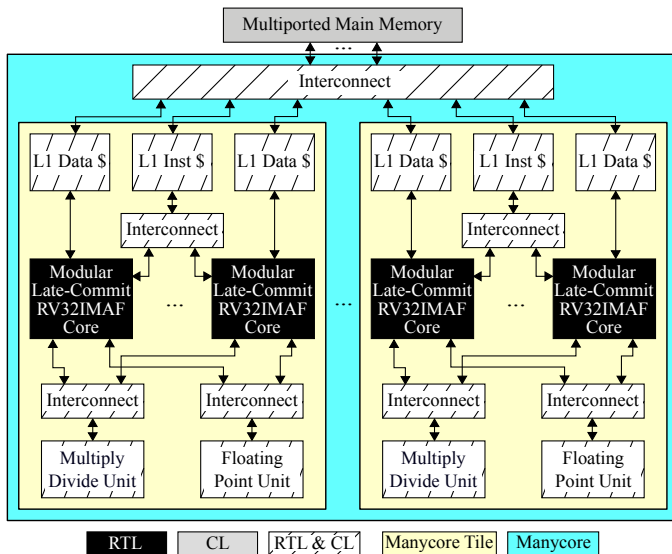 Multiported Main Memory
...
Interconnect
L1 Data $ L1 Inst $ L1 Data $ L1 Data $ L1 Inst $ L1 Data $
Interconnect Interconnect
Modular Modular Modular Modular
Late-Commit Late-Commit Late-Commit Late-Commit
RV32IMAF ... RV32IMAF ... RV32IMAF ... RV32IMAF
Core Core Core Core
Interconnect Interconnect Interconnect Interconnect
Multiply Floating Multiply Floating
Divide Unit Point Unit Divide Unit Point Unit
RTL CL RTL & CL Manycore Tile Manycore